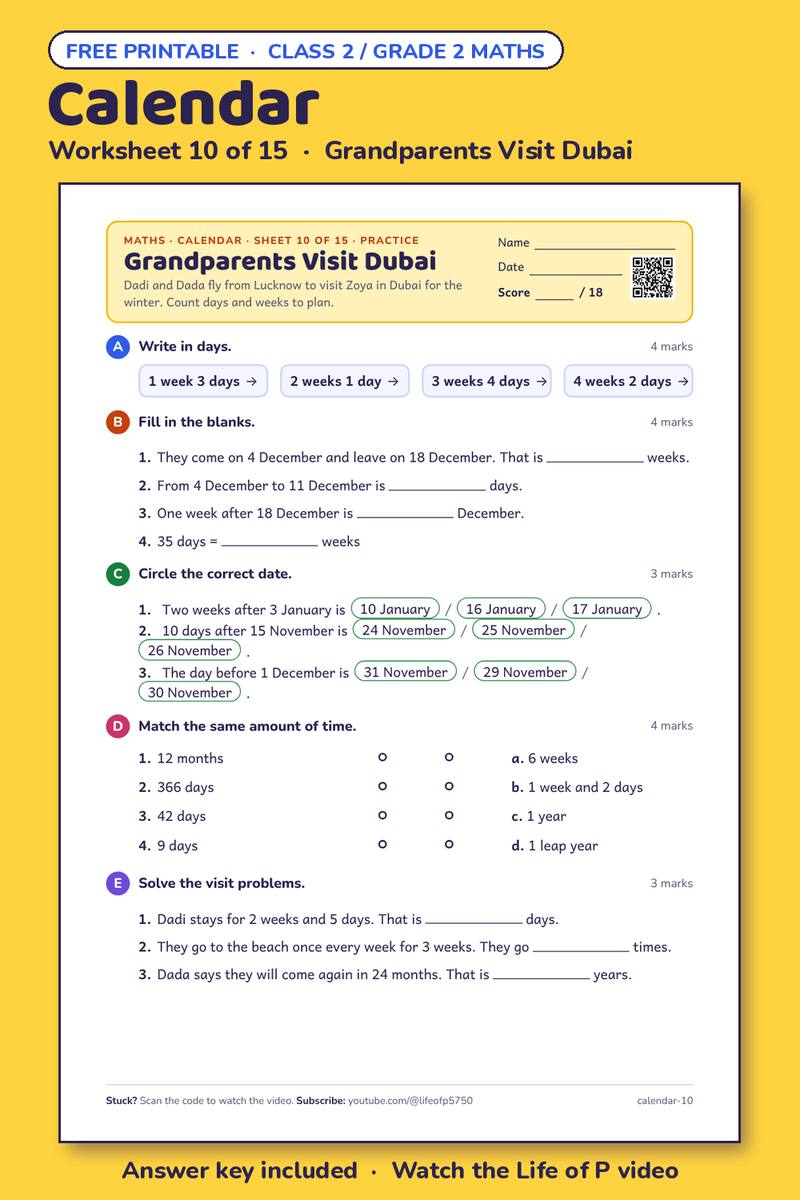 FREE PRINTABLE · CLASS 2 / GRADE 2 MATHS
Calendar
Worksheet 10 of 15 · Grandparents Visit Dubai
MATHS · CALENDAR · SHEET 10 OF 15 · PRACTICE
Grandparents Visit Dubai
Dadi and Dada fly from Lucknow to visit Zoya in Dubai for the
winter. Count days and weeks to plan.
Name ____________
Date ____________
Score _____ / 18
A Write in days. 4 marks
1 week 3 days → 2 weeks 1 day → 3 weeks 4 days → 4 weeks 2 days →
B Fill in the blanks. 4 marks
1. They come on 4 December and leave on 18 December. That is ____________ weeks.
2. From 4 December to 11 December is ____________ days.
3. One week after 18 December is ____________ December.
4. 35 days = ____________ weeks
C Circle the correct date. 3 marks
1. Two weeks after 3 January is 10 January / 16 January / 17 January .
2. 10 days after 15 November is 24 November / 25 November /
26 November .
3. The day before 1 December is 31 November / 29 November /
30 November .
D Match the same amount of time. 4 marks
1. 12 months a. 6 weeks
2. 366 days b. 1 week and 2 days
3. 42 days c. 1 year
4. 9 days d. 1 leap year
E Solve the visit problems. 3 marks
1. Dadi stays for 2 weeks and 5 days. That is ____________ days.
2. They go to the beach once every week for 3 weeks. They go ____________ times.
3. Dada says they will come again in 24 months. That is ____________ years.
Stuck? Scan the code to watch the video. Subscribe: youtube.com/@lifeofp5750 calendar-10
Answer key included · Watch the Life of P video